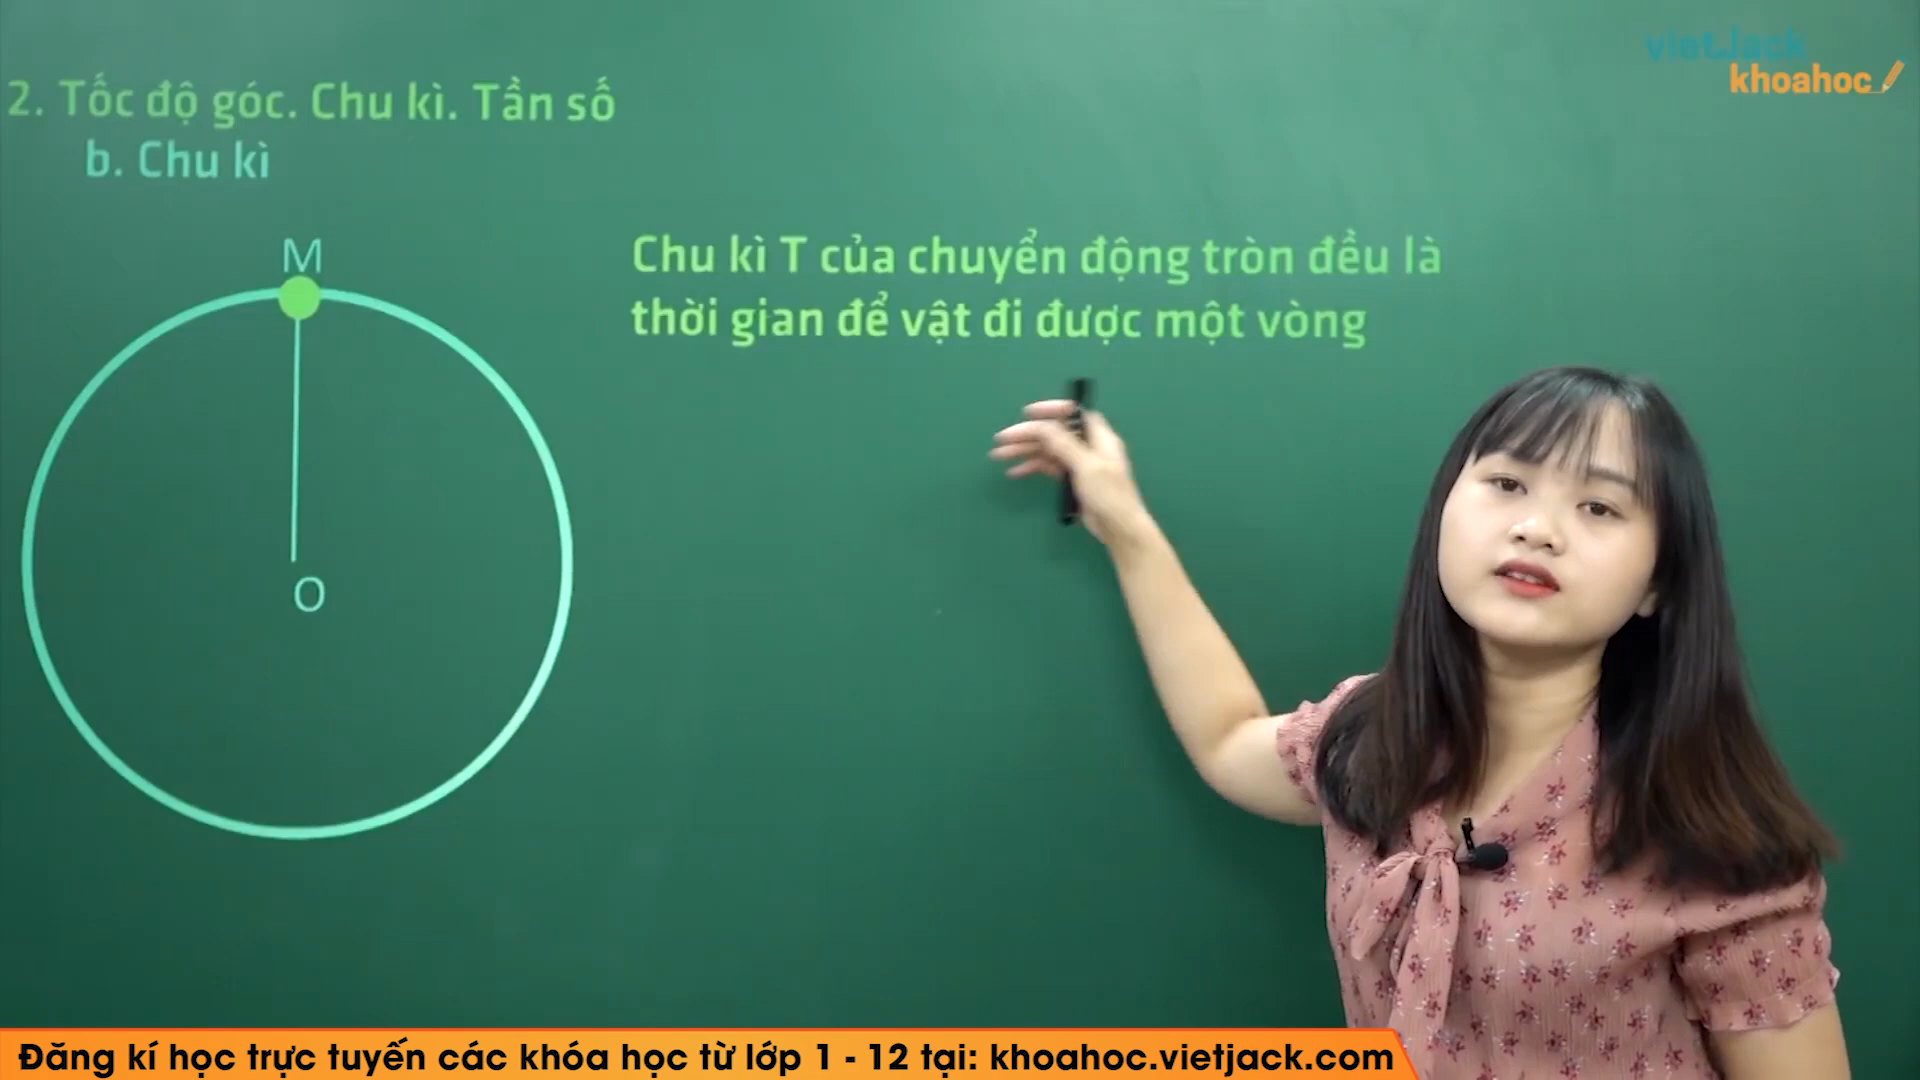 vietjack
khoahoc
2. Tốc độ góc. Chu kì. Tần số
b. Chu kì
M
Chu kì T của chuyển động tròn đều là
thời gian để vật đi được một vòng
O
Đăng kí học trực tuyến các khóa học từ lớp 1 - 12 tại: khoahoc.vietjack.com